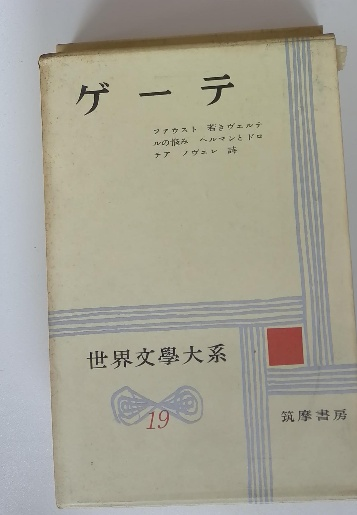 ゲーテ
ファウスト 若きヴェルテ
ルの悩み ヘルマンとドロ
テア ノヴェレ 詩
世界文學大系
19
筑摩書房